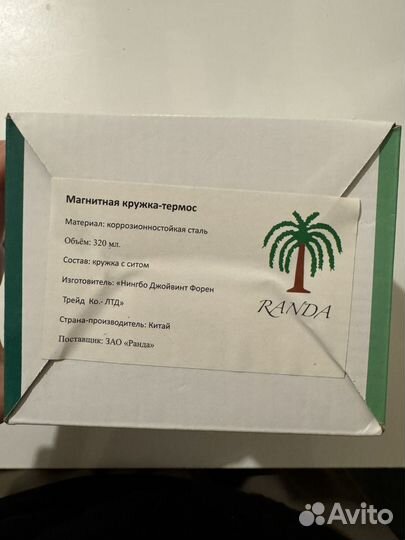 Магнитная кружка-термос
Материал: коррозионностойкая сталь
Объём: 320 мл.
Состав: кружка с ситом
Изготовитель: «Нингбо Джойвинт Форен
Трейд Ко.- ЛТД»
Страна-производитель: Китай
Поставщик: ЗАО «Ранда»
RANDA
Avito